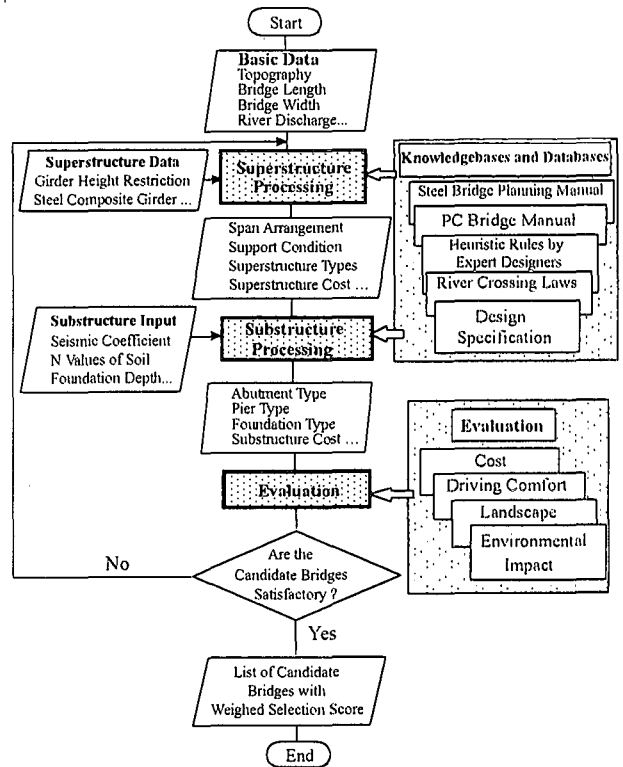 Start
Basic Data
Topography
Bridge Length
Bridge Width
River Discharge...
Superstructure Data
Girder Height Restriction
Steel Composite Girder ...
Superstructure
Processing
Knowledgebases and Databases
Steel Bridge Planning Manual
PC Bridge Manual
Heuristic Rules by
Expert Designers
River Crossing Laws
Design
Specification
Span Arrangement
Support Condition
Superstructure Types
Superstructure Cost ...
Substructure Input
Seismic Coefficient
N Values of Soil
Foundation Depth...
Substructure
Processing
Abutment Type
Pier Type
Foundation Type
Substructure Cost ...
Evaluation
Evaluation
Cost
Driving Comfort
Landscape
Environmental
Impact
Are the
Candidate Bridges
Satisfactory ?
No
Yes
List of Candidate
Bridges with
Weighed Selection Score
End